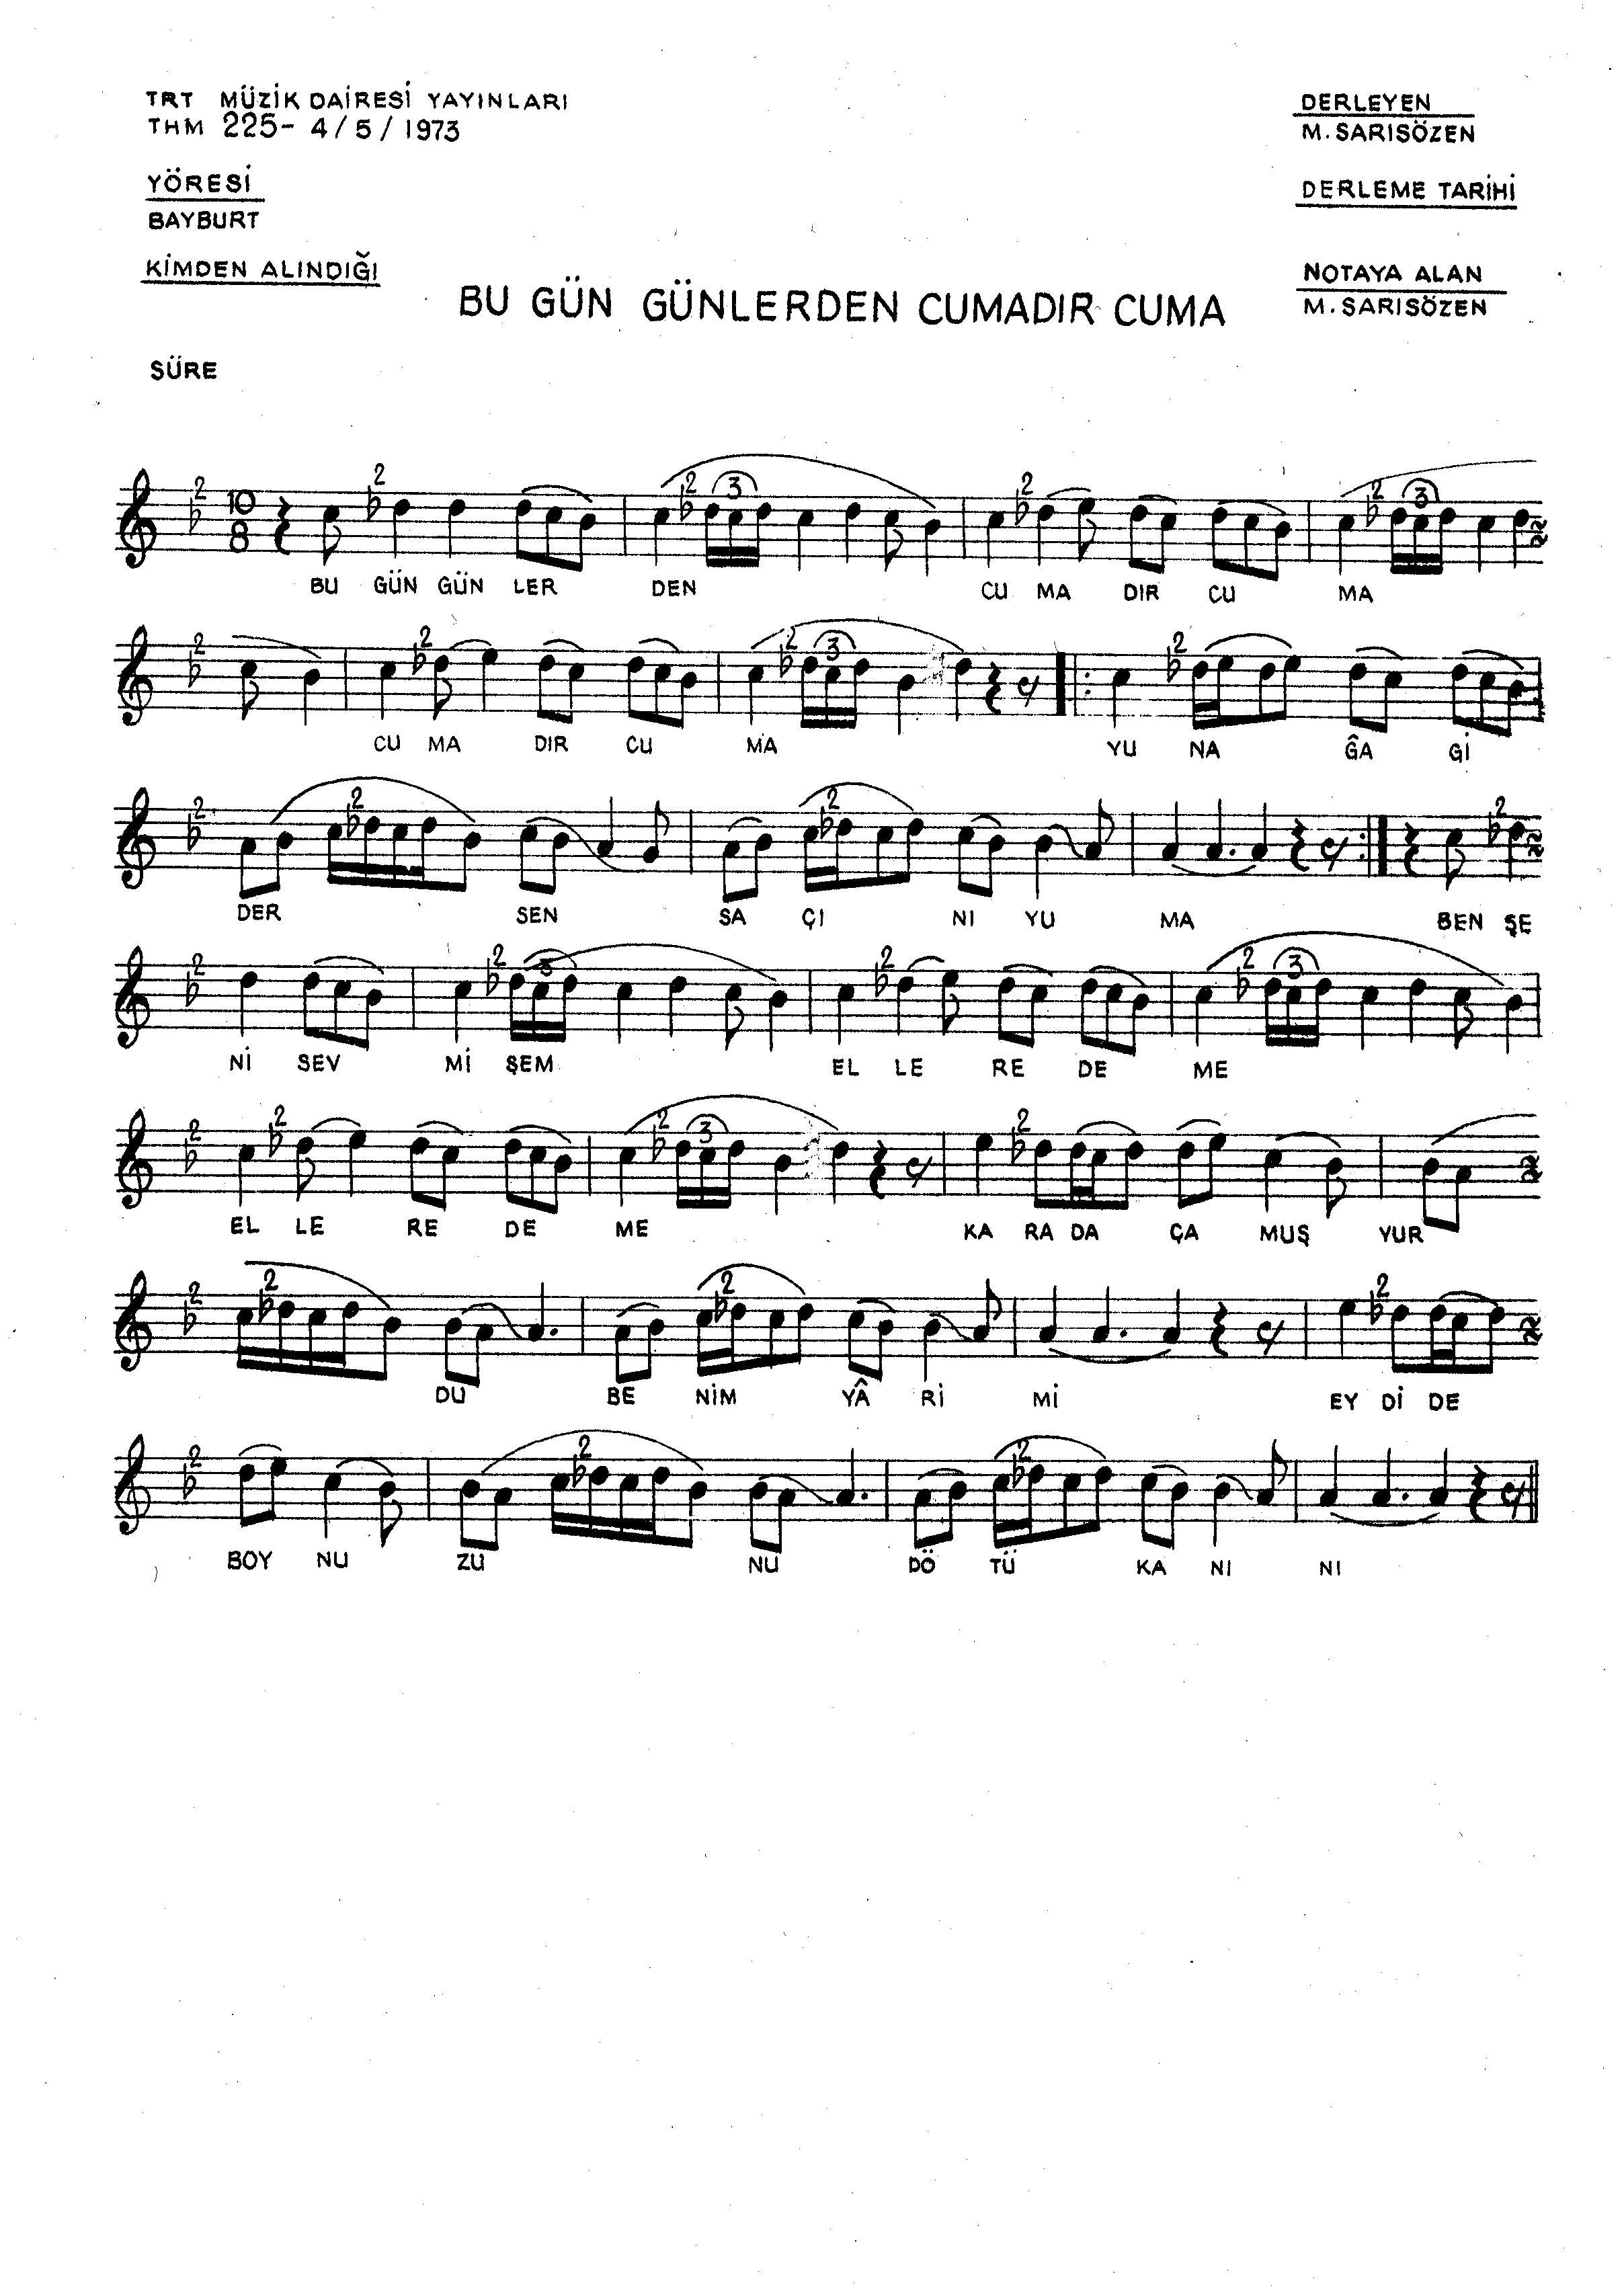 TRT MÜZİK DAİRESİ YAYINLARI
THM 225- 4/5/1973
DERLEYEN
M. SARISÖZEN
YÖRESİ
BAYBURT
DERLEME TARİHİ
KİMDEN ALINDIĞI
NOTAYA ALAN
M. SARISÖZEN
BU GÜN GÜNLERDEN CUMADIR CUMA
SÜRE
BU GÜN GÜN LER DEN CU MA DIR CU MA
CU MA DIR CU MA YU NA ĞA Gİ
DER SEN SA ÇI NI YU MA BEN ŞE
Nİ SEV Mİ ŞEM EL LE RE DE ME
EL LE RE DE ME KA RA DA ÇA MUŞ YUR
DU BE NİM YÂ Rİ Mİ EY Dİ DE
BOY NU ZU NU DÖ TÜ KA NI NI